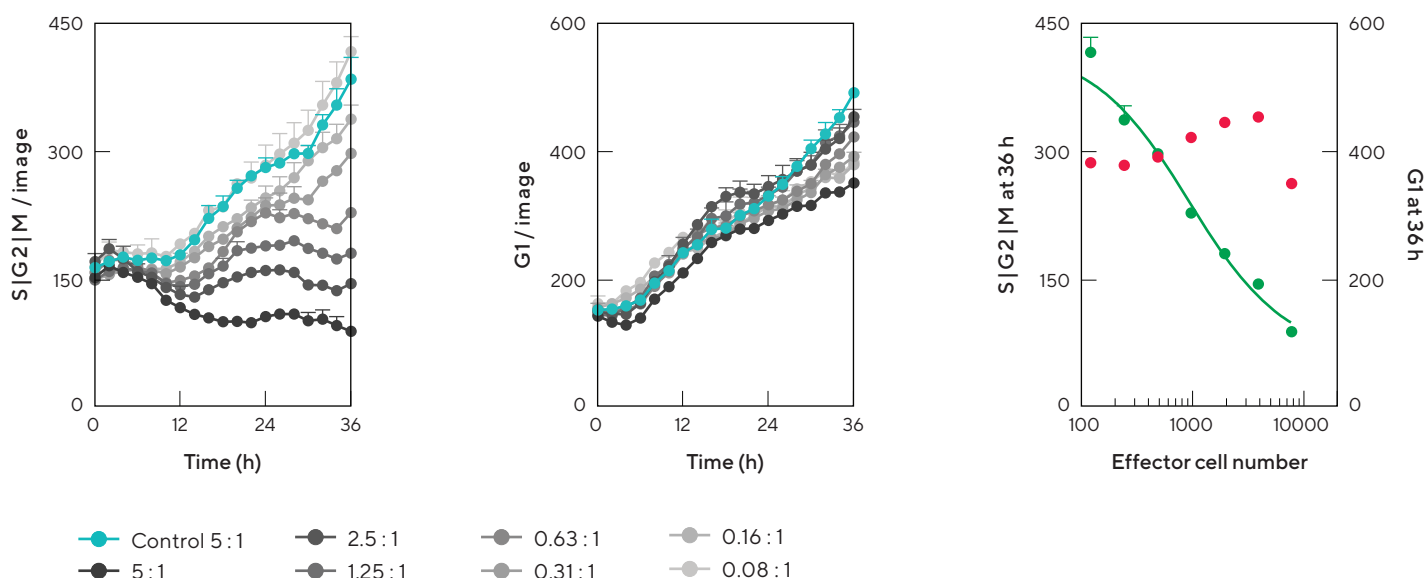 450
300
150
0
S|G2|M / image
0
12
24
36
Time (h)
600
400
200
0
G1 / image
0
12
24
36
Time (h)
450
300
150
0
S|G2|M at 36 h
600
400
200
0
G1 at 36 h
100
1000
10000
Effector cell number
Control 5 : 1
2.5 : 1
0.63 : 1
0.16 : 1
5 : 1
1.25 : 1
0.31 : 1
0.08 : 1